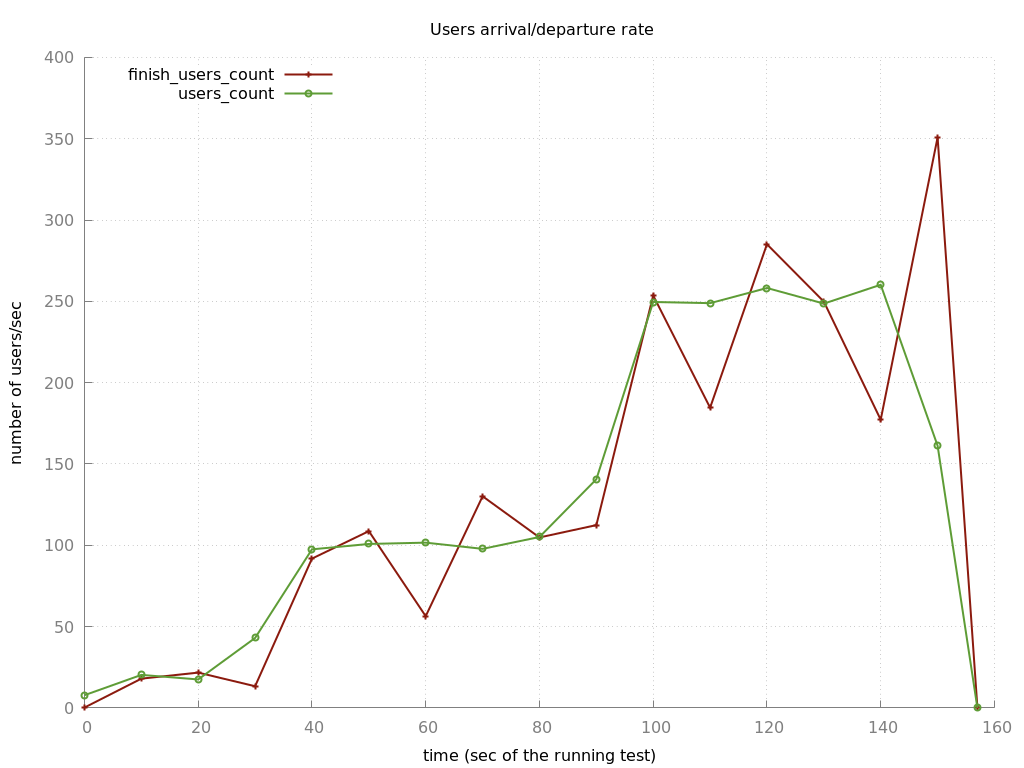 Users arrival/departure rate
400
finish_users_count
users_count
350
300
250
200
150
100
50
0
number of users/sec
0 20 40 60 80 100 120 140 160
time (sec of the running test)